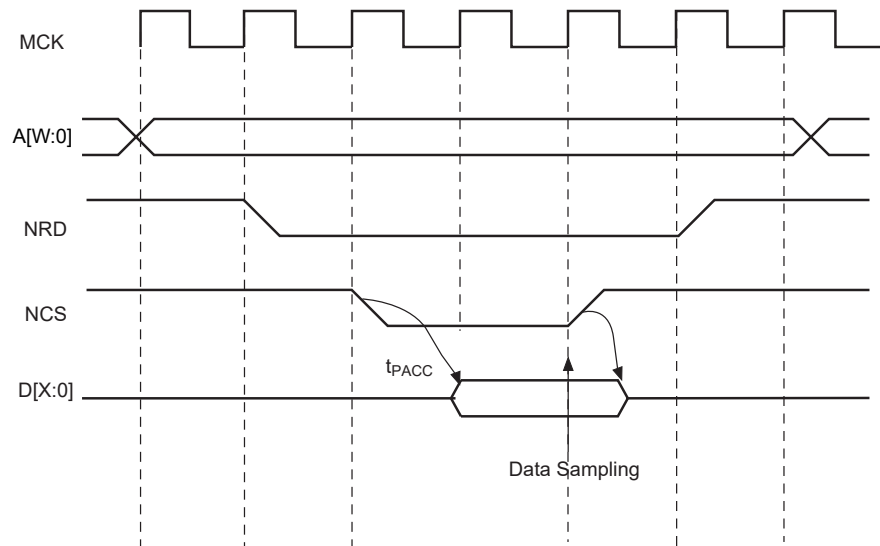 MCK
A[W:0]
NRD
NCS
tPACC
D[X:0]
Data Sampling